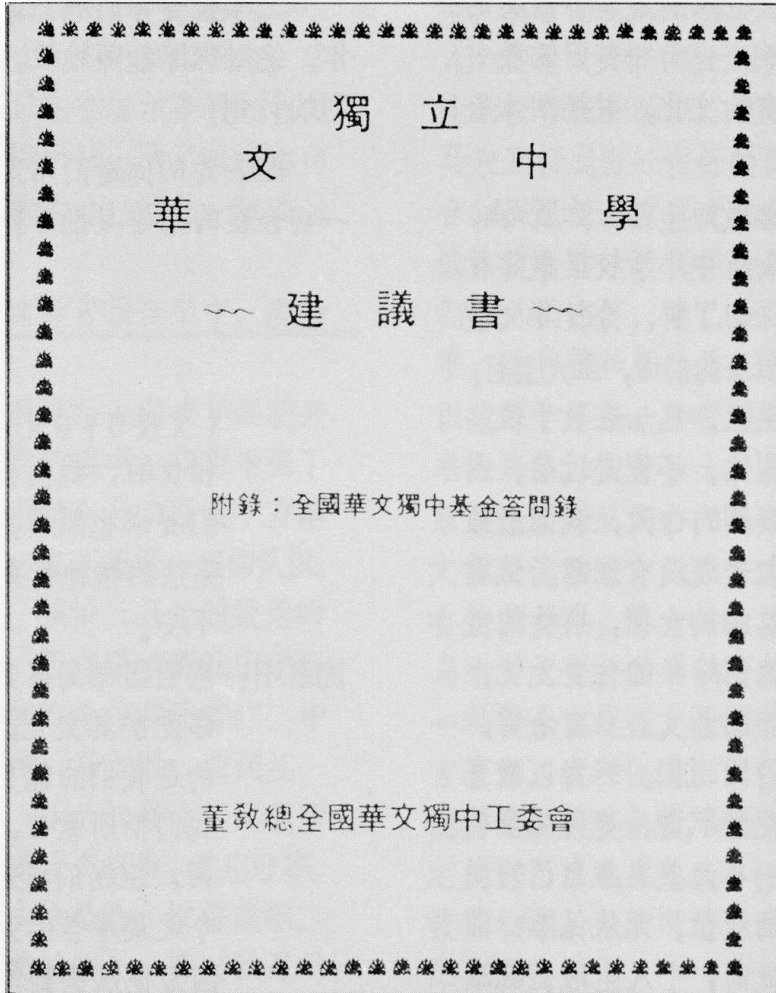 華文獨立中學
建議書
附錄：全國華文獨中基金答問錄
董敎總全國華文獨中工委會